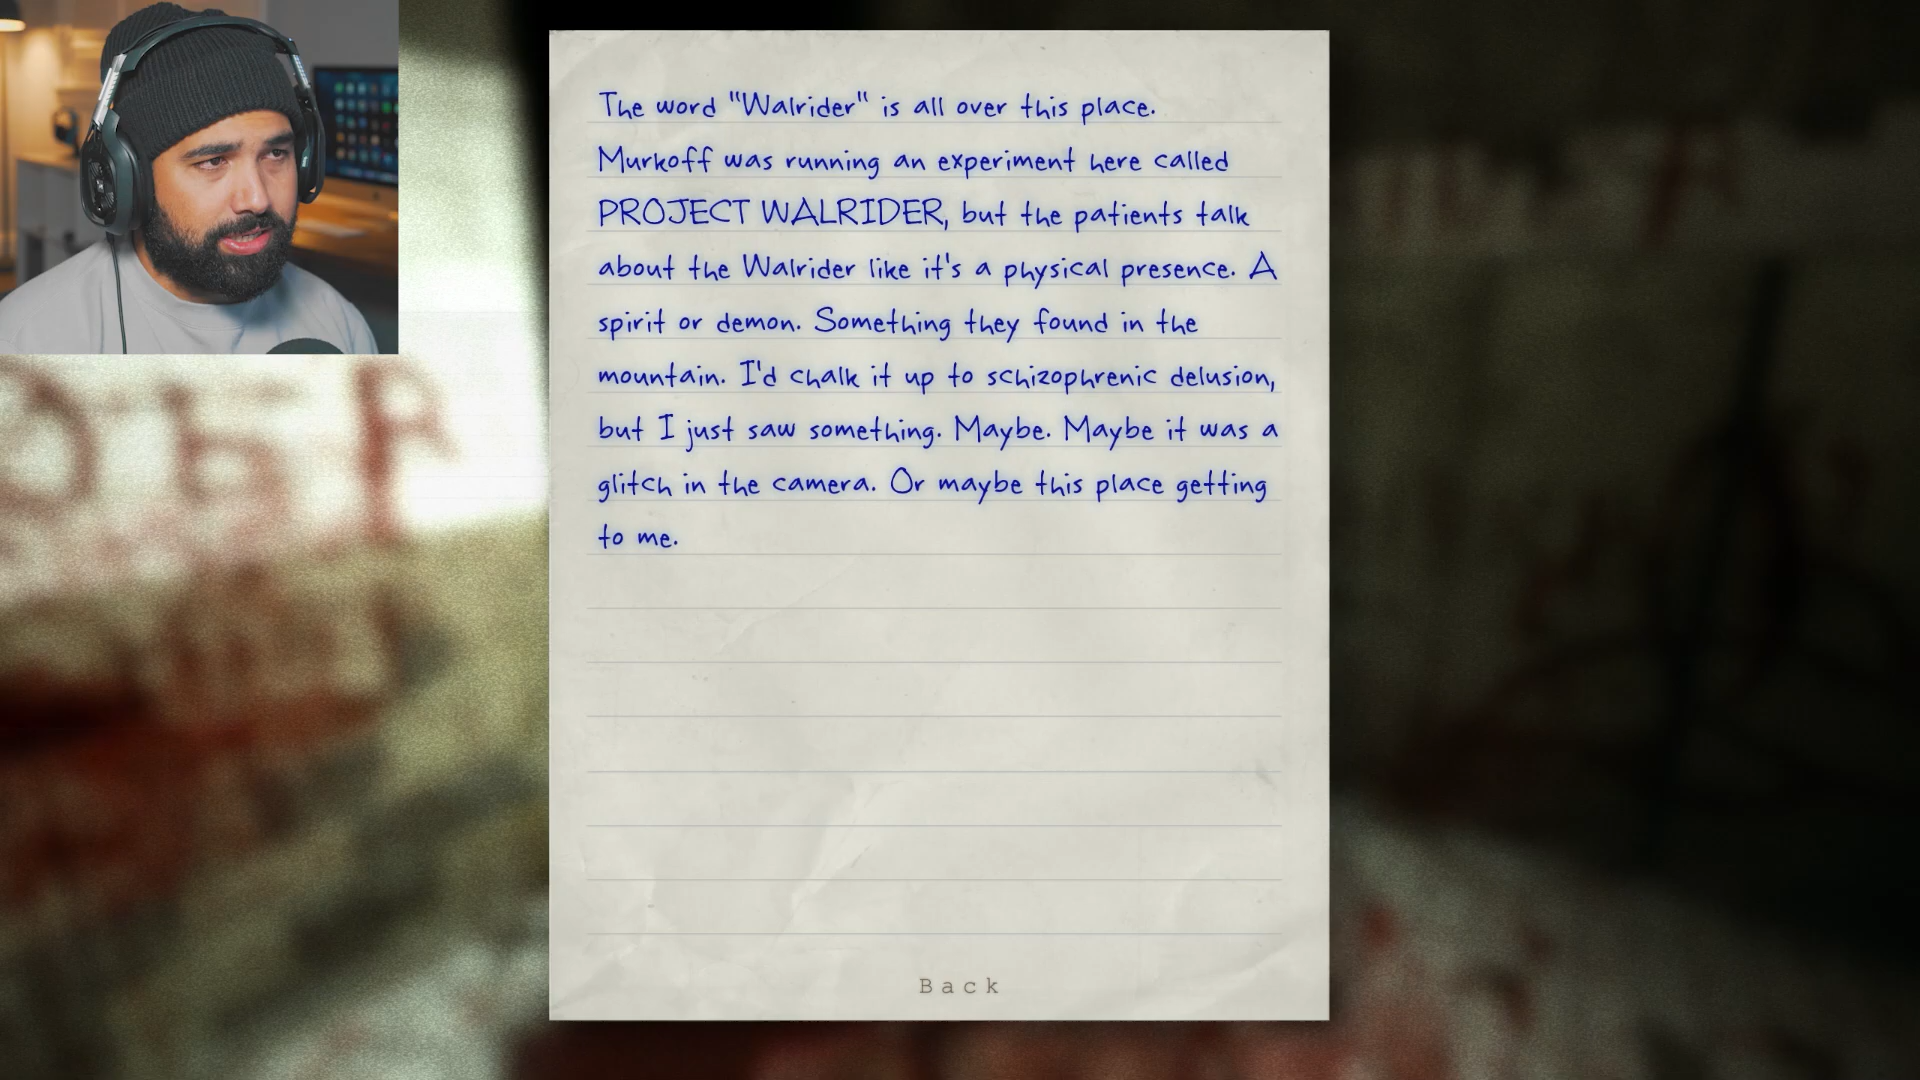 The word "Walrider" is all over this place.
Murkoff was running an experiment here called
PROJECT WALRIDER, but the patients talk
about the Walrider like it's a physical presence. A
spirit or demon. Something they found in the
mountain. I'd chalk it up to schizophrenic delusion,
but I just saw something. Maybe. Maybe it was a
glitch in the camera. Or maybe this place getting
to me.
Back